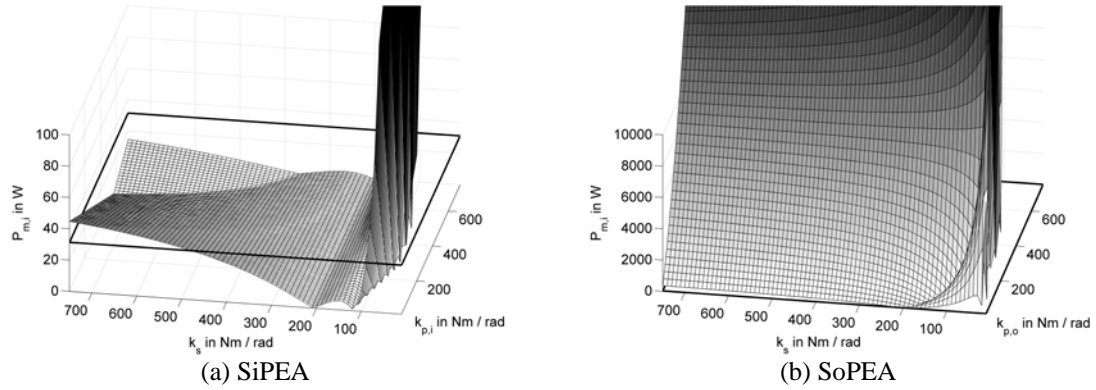 100
80
60
40
20
0
P_m,i in W
700 600 500 400 300 200 100
k_s in Nm / rad
200
400
600
k_p,i in Nm / rad
(a) SiPEA
10000
8000
6000
4000
2000
0
P_m,i in W
700 600 500 400 300 200 100
k_s in Nm / rad
200
400
600
k_p,o in Nm / rad
(b) SoPEA